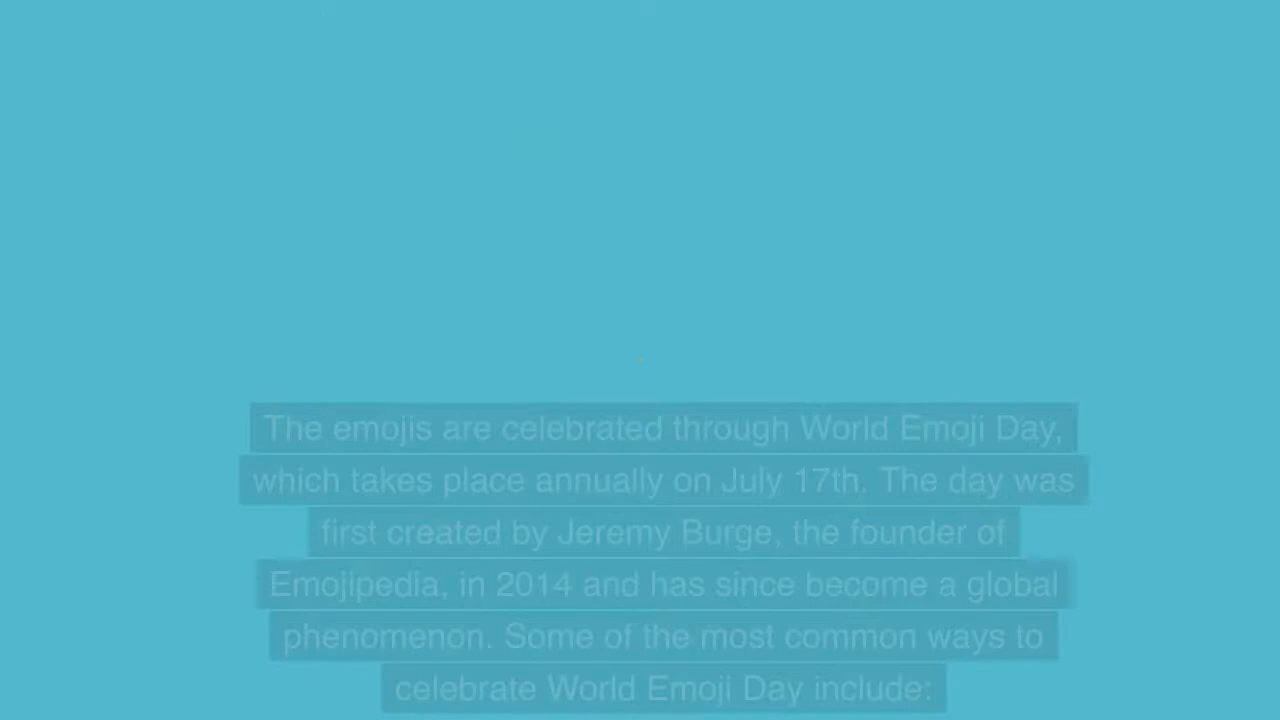 The emojis are celebrated through World Emoji Day,
which takes place annually on July 17th. The day was
first created by Jeremy Burge, the founder of
Emojipedia, in 2014 and has since become a global
phenomenon. Some of the most common ways to
celebrate World Emoji Day include: